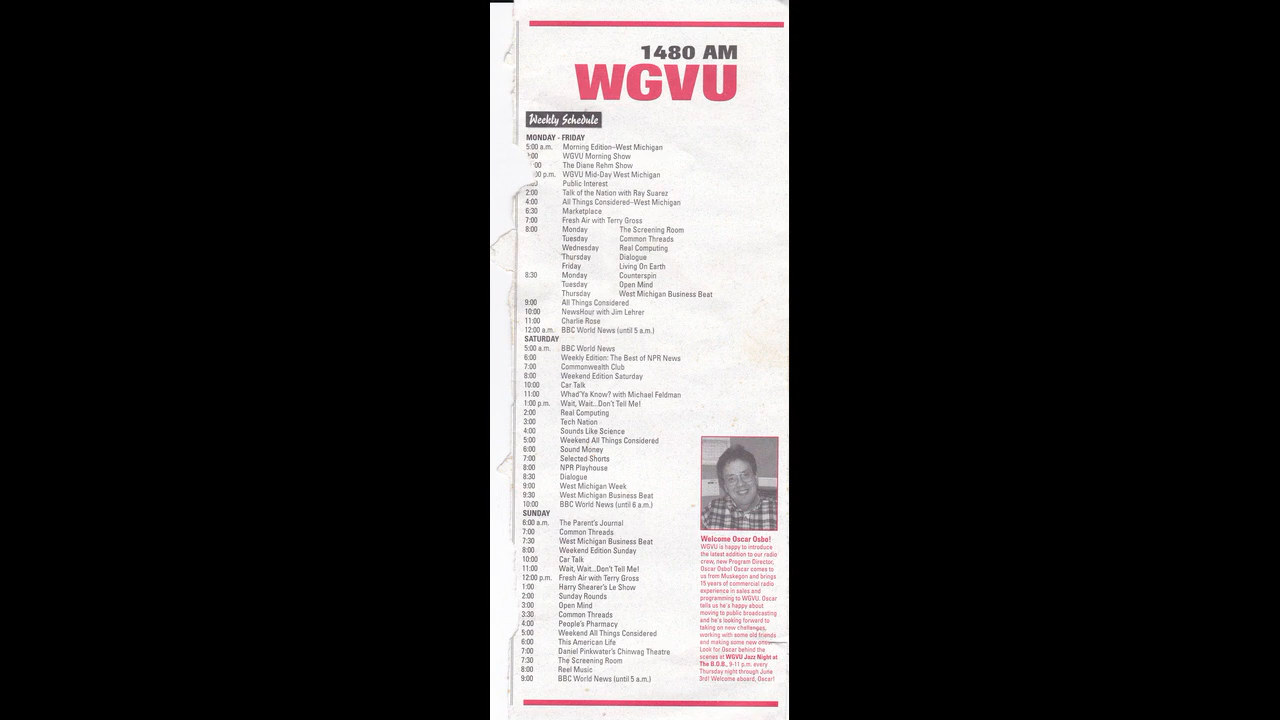 1480 AM
WGVU
Weekly Schedule
MONDAY - FRIDAY
5:00 a.m. Morning Edition–West Michigan
:00 WGVU Morning Show
:00 The Diane Rehm Show
:00 p.m. WGVU Mid-Day West Michigan
Public Interest
2:00 Talk of the Nation with Ray Suarez
4:00 All Things Considered–West Michigan
6:30 Marketplace
7:00 Fresh Air with Terry Gross
8:00 Monday The Screening Room
Tuesday Common Threads
Wednesday Real Computing
Thursday Dialogue
Friday Living On Earth
8:30 Monday Counterspin
Tuesday Open Mind
Thursday West Michigan Business Beat
9:00 All Things Considered
10:00 NewsHour with Jim Lehrer
11:00 Charlie Rose
12:00 a.m. BBC World News (until 5 a.m.)
SATURDAY
5:00 a.m. BBC World News
6:00 Weekly Edition: The Best of NPR News
7:00 Commonwealth Club
8:00 Weekend Edition Saturday
10:00 Car Talk
11:00 Whad'Ya Know? with Michael Feldman
1:00 p.m. Wait, Wait...Don't Tell Me!
2:00 Real Computing
3:00 Tech Nation
4:00 Sounds Like Science
5:00 Weekend All Things Considered
6:00 Sound Money
7:00 Selected Shorts
8:00 NPR Playhouse
8:30 Dialogue
9:00 West Michigan Week
9:30 West Michigan Business Beat
10:00 BBC World News (until 6 a.m.)
SUNDAY
6:00 a.m. The Parent's Journal
7:00 Common Threads
7:30 West Michigan Business Beat
8:00 Weekend Edition Sunday
10:00 Car Talk
11:00 Wait, Wait...Don't Tell Me!
12:00 p.m. Fresh Air with Terry Gross
1:00 Harry Shearer's Le Show
2:00 Sunday Rounds
3:00 Open Mind
3:30 Common Threads
4:00 People's Pharmacy
5:00 Weekend All Things Considered
6:00 This American Life
7:00 Daniel Pinkwater's Chinwag Theatre
7:30 The Screening Room
8:00 Reel Music
9:00 BBC World News (until 5 a.m.)
Welcome Oscar Osbo!
WGVU is happy to introduce
the latest addition to our radio
crew, new Program Director,
Oscar Osbo! Oscar comes to
us from Muskegon and brings
15 years of commercial radio
experience in sales and
programming to WGVU. Oscar
tells us he's happy about
moving to public broadcasting
and he's looking forward to
taking on new challenges,
working with some old friends
and making some new
Look for Oscar behind the
scenes at WGVU Jazz Night at
The B.O.B., 9-11 p.m. every
Thursday night through June
3rd! Welcome aboard, Oscar!